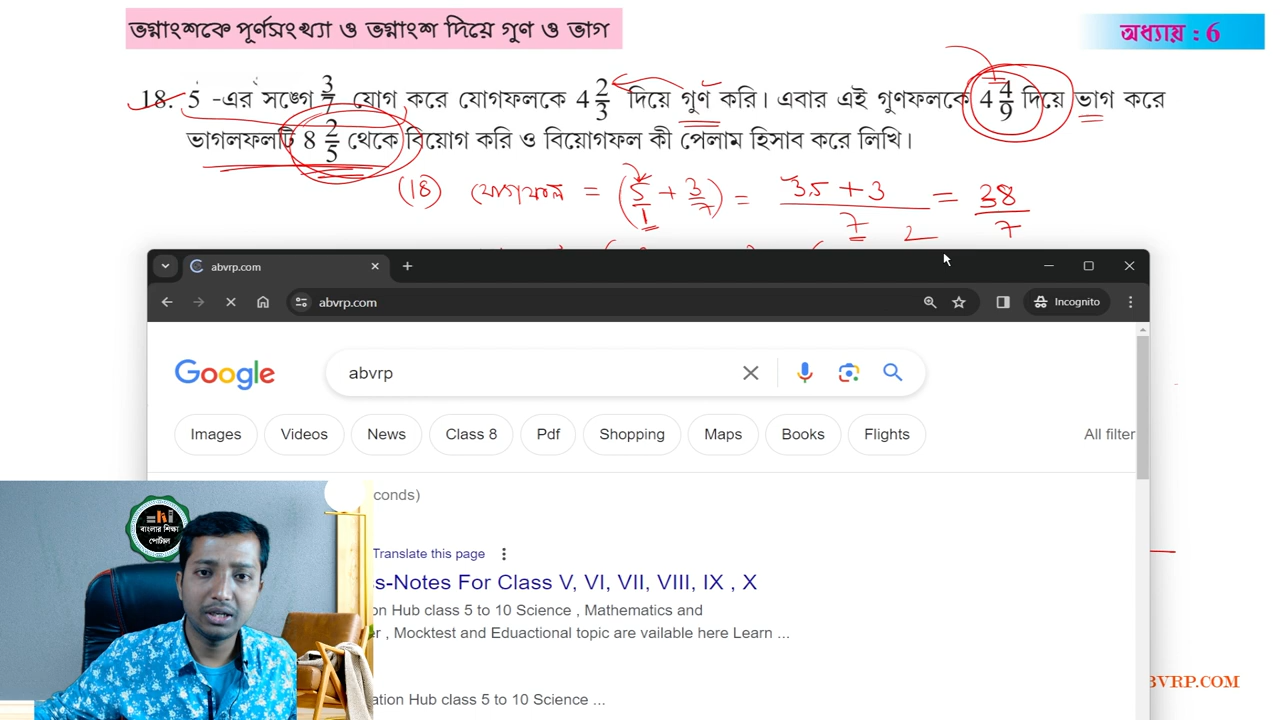 ভগ্নাংশকে পূর্ণসংখ্যা ও ভগ্নাংশ দিয়ে গুণ ও ভাগ
অধ্যায় : 6
18. 5 -এর সঙ্গে 3/7 যোগ করে যোগফলকে 4 2/3 দিয়ে গুণ করি। এবার এই গুণফলকে 4 4/9 দিয়ে ভাগ করে
ভাগলফলটি 8 2/5 থেকে বিয়োগ করি ও বিয়োগফল কী পেলাম হিসাব করে লিখি।
(18) যোগফল = (5/1 + 3/7) = 35 + 3/7 = 38/7
abvrp.com
abvrp.com
Incognito
Google
abvrp
Images
Videos
News
Class 8
Pdf
Shopping
Maps
Books
Flights
All filter
conds)
Translate this page
s-Notes For Class V, VI, VII, VIII, IX , X
on Hub class 5 to 10 Science , Mathematics and
er , Mocktest and Eduactional topic are vailable here Learn ...
ation Hub class 5 to 10 Science ...
বাংলার শিক্ষা
পোর্টাল
BVRP.COM